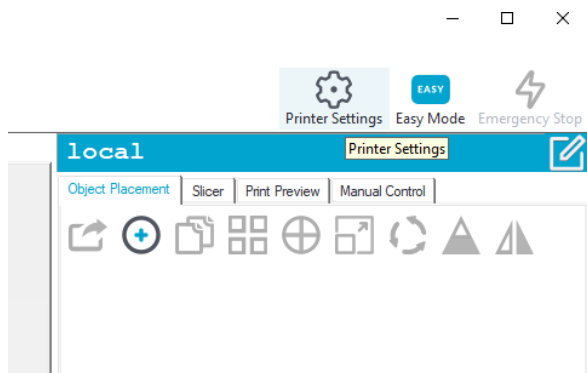 EASY
Printer Settings Easy Mode Emergency Stop
local Printer Settings
Object Placement Slicer Print Preview Manual Control